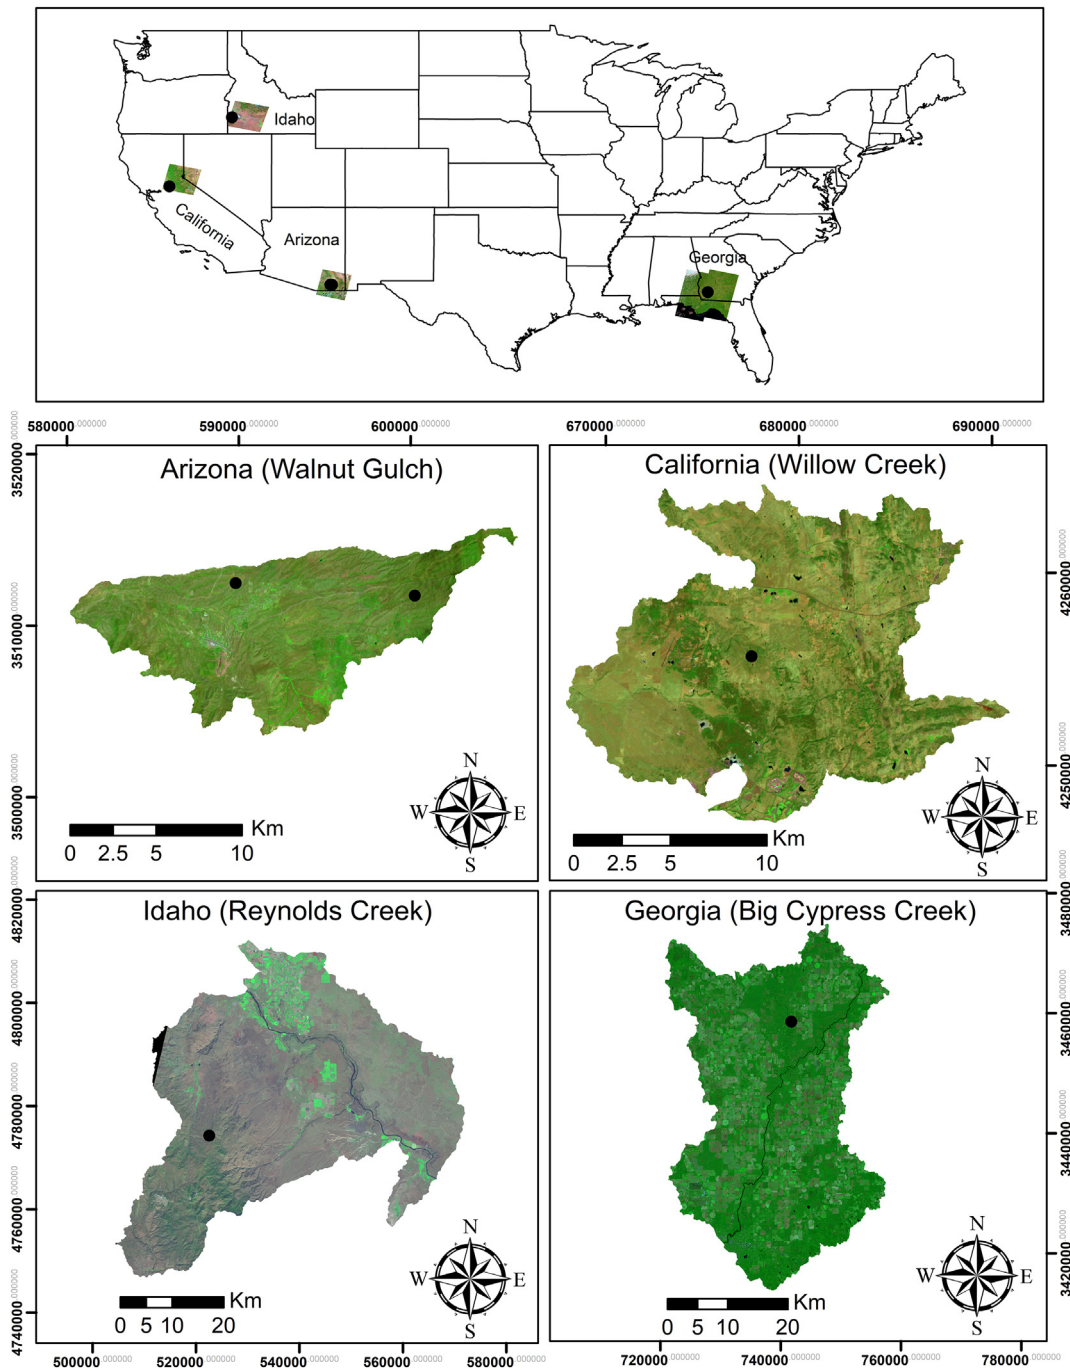 Idaho
California
Arizona
Georgia
580000.000000 590000.000000 600000.000000
6700000.000000 680000.000000 690000.000000
3520000.000000
3510000.000000
3500000.000000
Arizona (Walnut Gulch)
N
W E
S
Km
0 2.5 5 10
California (Willow Creek)
N
W E
S
Km
0 2.5 5 10
4260000.000000
4250000.000000
4820000.000000
4800000.000000
4780000.000000
4760000.000000
4740000.000000
Idaho (Reynolds Creek)
N
W E
S
Km
0 5 10 20
Georgia (Big Cypress Creek)
N
W E
S
Km
0 5 10 20
3480000.000000
3460000.000000
3440000.000000
3420000.000000
500000.000000 520000.000000 540000.000000 560000.000000 580000.000000
720000.000000 740000.000000 760000.000000 780000.000000